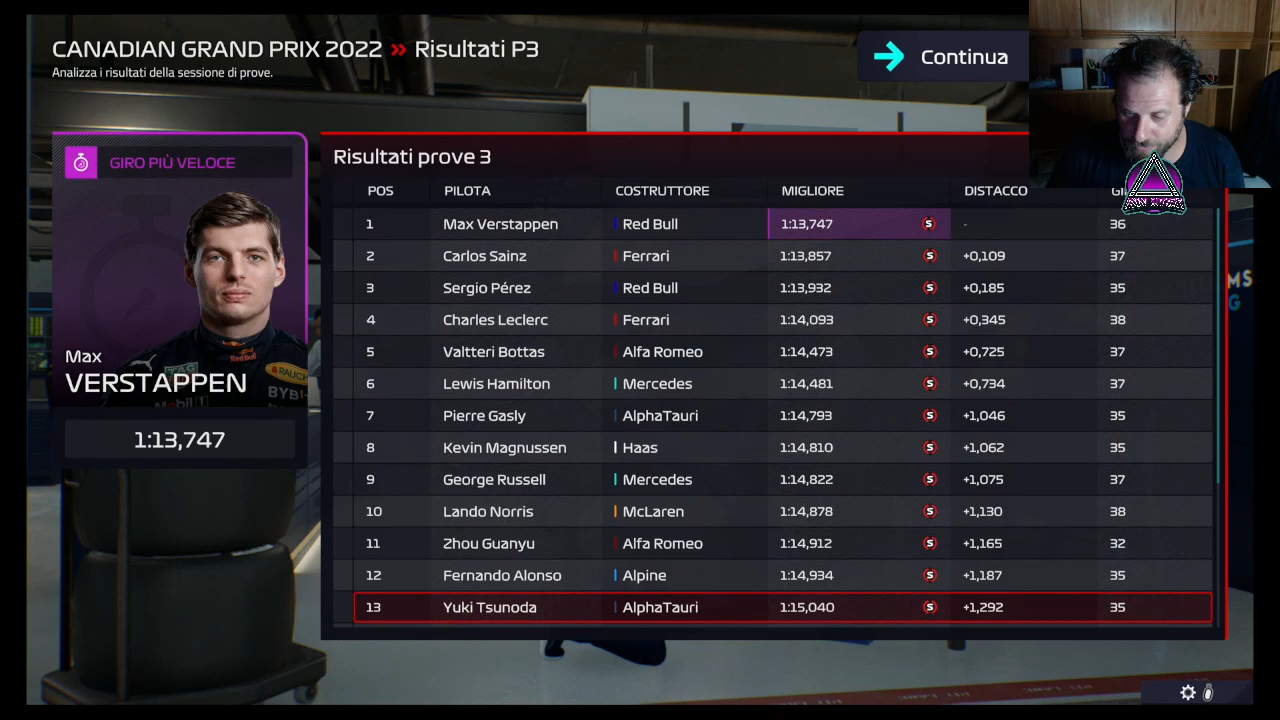 CANADIAN GRAND PRIX 2022 » Risultati P3
Analizza i risultati della sessione di prove.
Continua
GIRO PIÙ VELOCE
Max
VERSTAPPEN
1:13,747
Red Bull
TAG
RAUCH
BYBI
Mobil 1
Risultati prove 3
POS PILOTA COSTRUTTORE MIGLIORE DISTACCO
1 Max Verstappen Red Bull 1:13,747 S - 36
2 Carlos Sainz Ferrari 1:13,857 S +0,109 37
3 Sergio Pérez Red Bull 1:13,932 S +0,185 35
4 Charles Leclerc Ferrari 1:14,093 S +0,345 38
5 Valtteri Bottas Alfa Romeo 1:14,473 S +0,725 37
6 Lewis Hamilton Mercedes 1:14,481 S +0,734 37
7 Pierre Gasly AlphaTauri 1:14,793 S +1,046 35
8 Kevin Magnussen Haas 1:14,810 S +1,062 35
9 George Russell Mercedes 1:14,822 S +1,075 37
10 Lando Norris McLaren 1:14,878 S +1,130 38
11 Zhou Guanyu Alfa Romeo 1:14,912 S +1,165 32
12 Fernando Alonso Alpine 1:14,934 S +1,187 35
13 Yuki Tsunoda AlphaTauri 1:15,040 S +1,292 35